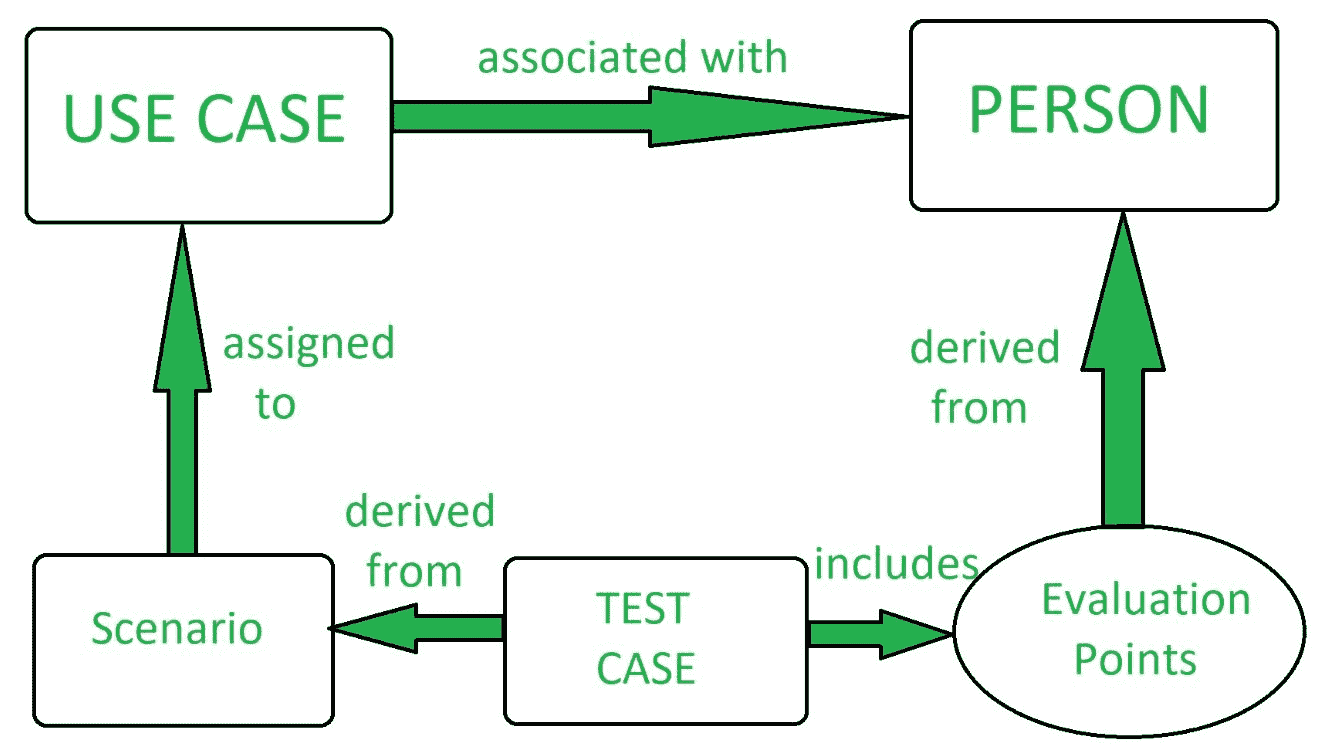 associated with
USE CASE
PERSON
assigned
to
derived
from
derived
from
includes
Scenario
TEST
CASE
Evaluation
Points